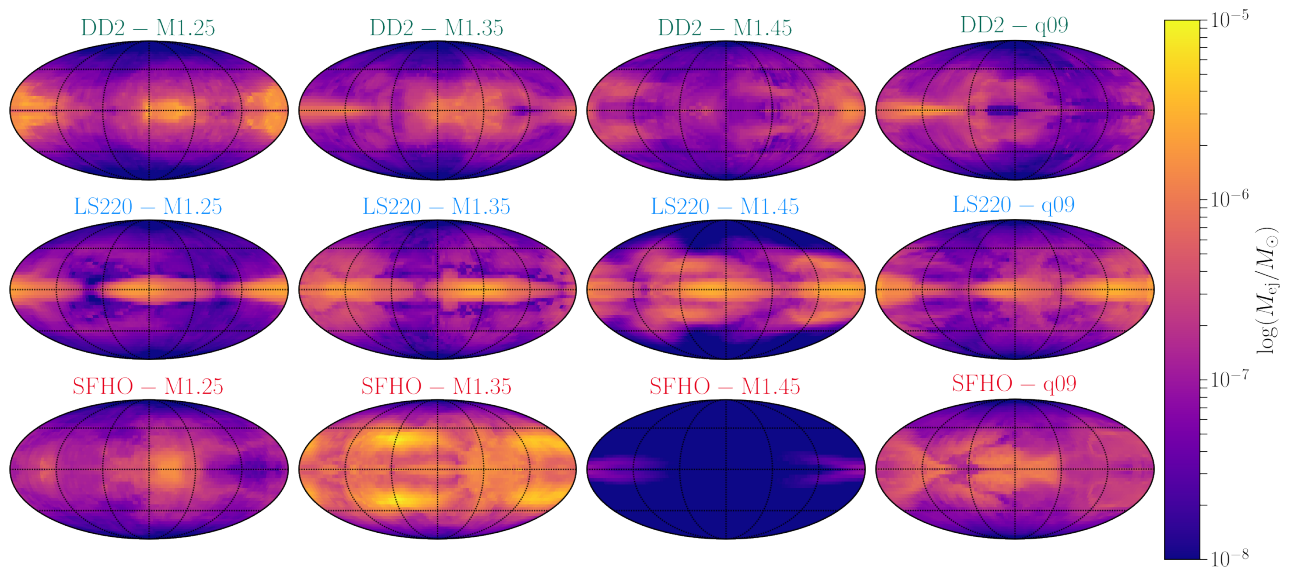 DD2 – M1.25
DD2 – M1.35
DD2 – M1.45
DD2 – q09
LS220 – M1.25
LS220 – M1.35
LS220 – M1.45
LS220 – q09
SFHO – M1.25
SFHO – M1.35
SFHO – M1.45
SFHO – q09
10⁻⁵
10⁻⁶
10⁻⁷
10⁻⁸
log(M_ej/M_⊙)